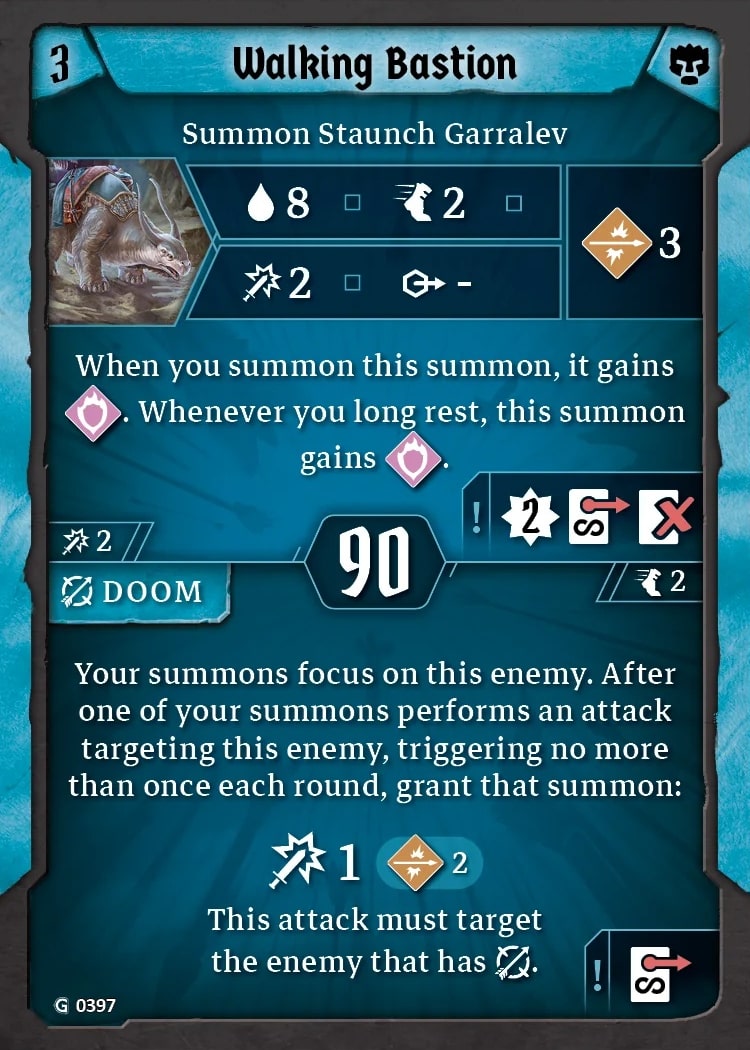 3
Walking Bastion
Summon Staunch Garralev
8
2
3
2
-
When you summon this summon, it gains
. Whenever you long rest, this summon
gains .
!
2
2
90
DOOM
2
Your summons focus on this enemy. After
one of your summons performs an attack
targeting this enemy, triggering no more
than once each round, grant that summon:
1
2
This attack must target
the enemy that has .
!
G 0397